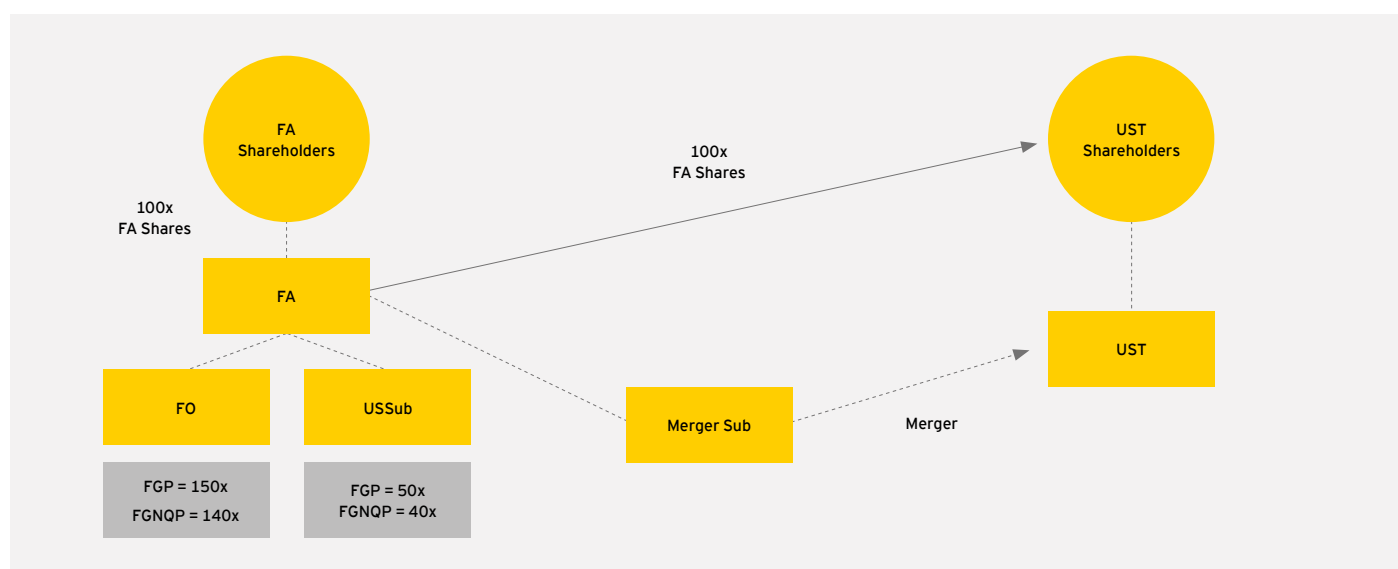 FA
Shareholders
UST
Shareholders
100x
FA Shares
100x
FA Shares
FA
UST
FO
USSub
Merger Sub
Merger
FGP = 150x
FGNQP = 140x
FGP = 50x
FGNQP = 40x